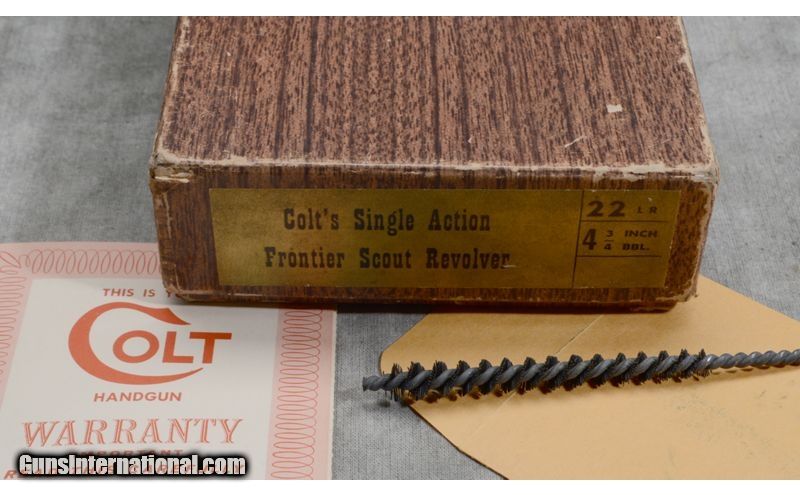 Colt's Single Action
Frontier Scout Revolver
22 LR
4 3/4 INCH BBL.
THIS IS
COLT
HANDGUN
WARRANTY
GunsInternational.com